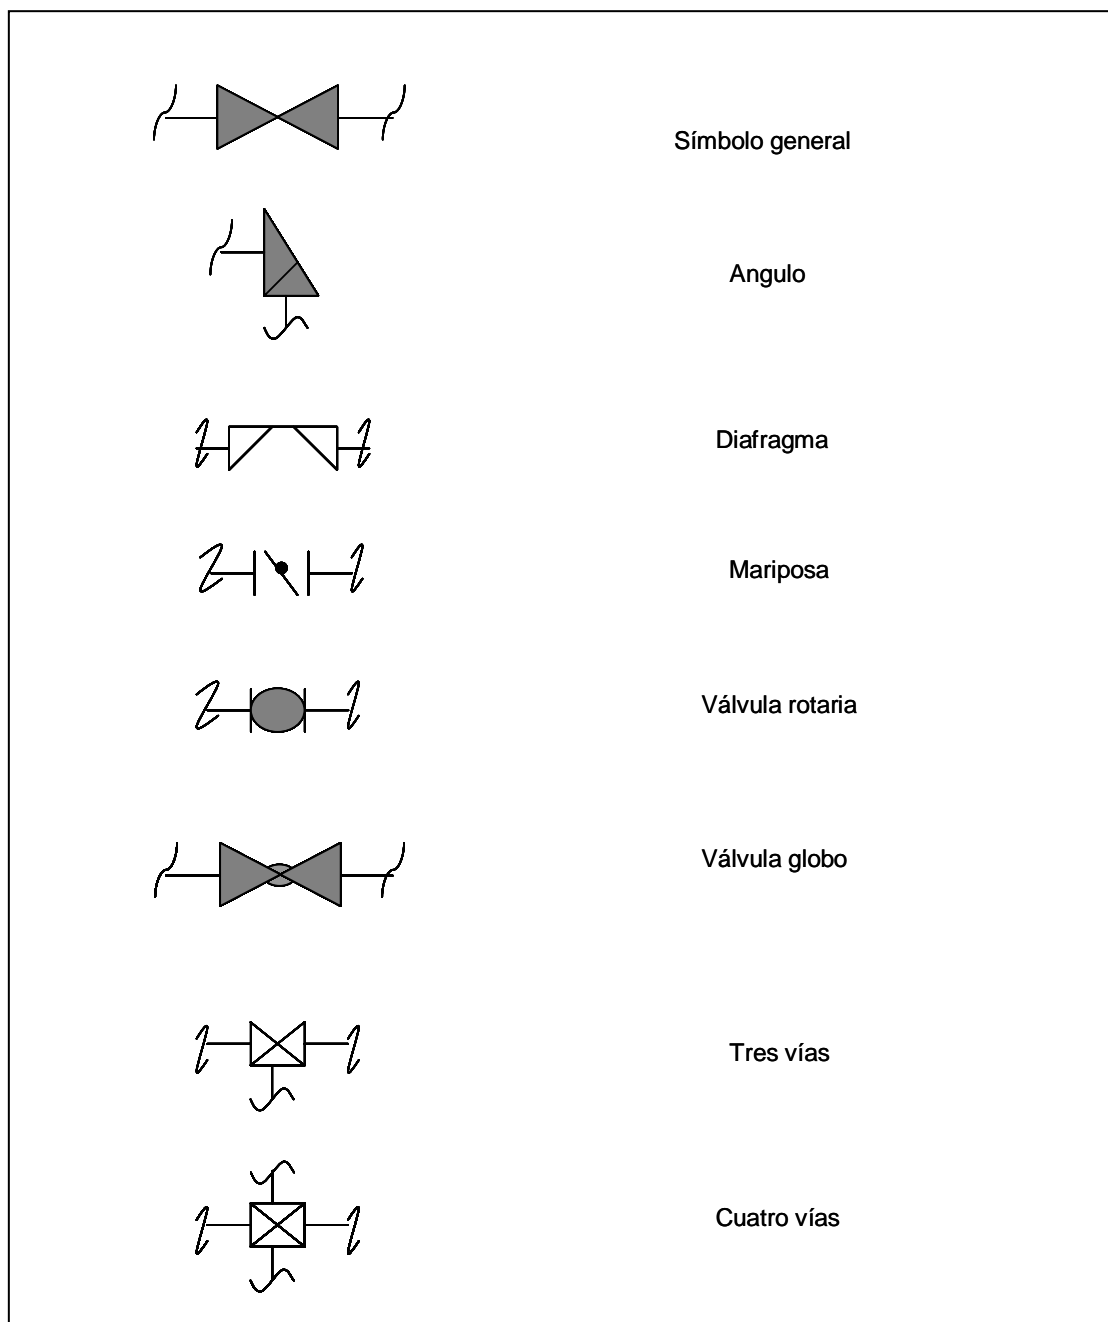 Símbolo general
Angulo
Diafragma
Mariposa
Válvula rotaria
Válvula globo
Tres vías
Cuatro vías